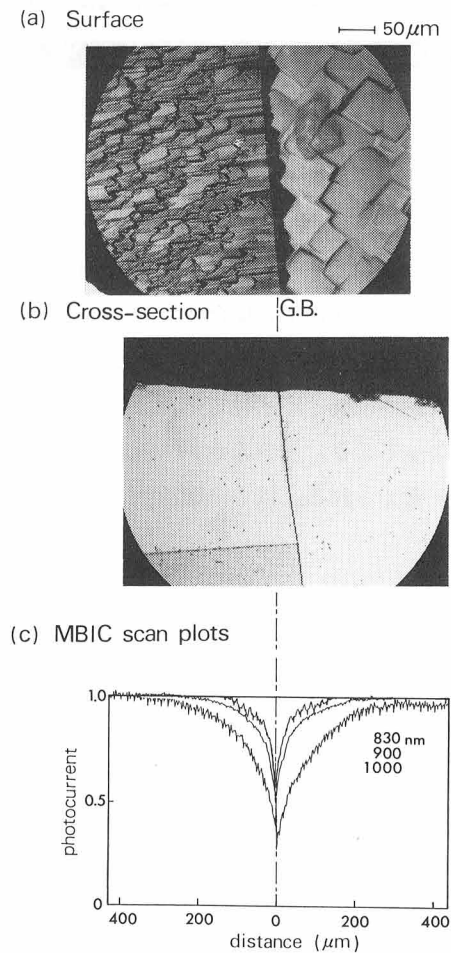 (a) Surface
50μm
(b) Cross-section
G.B.
(c) MBIC scan plots
1.0
0.5
0
photocurrent
830 nm
900
1000
400 200 0 200 400
distance (μm)